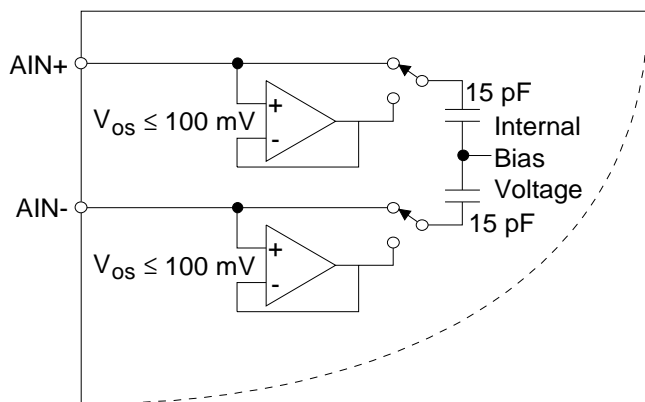 AIN+
15 pF
+
Vos ≤ 100 mV
-
Internal
Bias
Voltage
AIN-
15 pF
+
Vos ≤ 100 mV
-